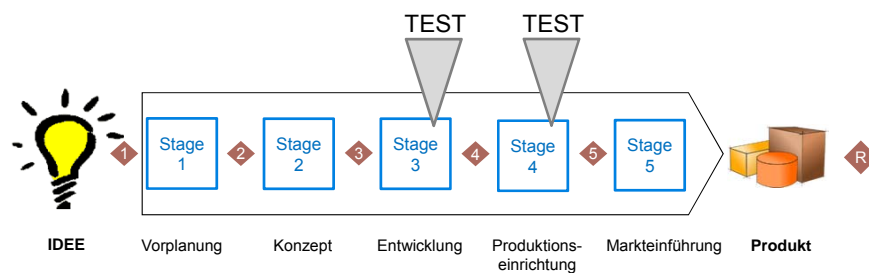 TEST TEST
1 Stage 1 2 Stage 2 3 Stage 3 4 Stage 4 5 Stage 5 R
IDEE Vorplanung Konzept Entwicklung Produktions- Markteinführung Produkt
einrichtung